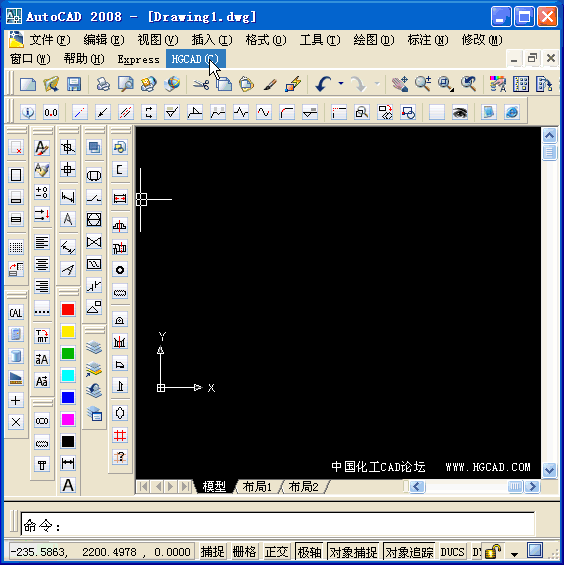 AutoCAD 2008 - [Drawing1.dwg]
文件(F) 编辑(E) 视图(V) 插入(I) 格式(O) 工具(T) 绘图(D) 标注(N) 修改(M)
窗口(W) 帮助(H) Express HGCAD(C)
0.0
CAL
Y
X
中国化工CAD论坛 WWW.HGCAD.COM
模型 布局1 布局2
命令:
-235.5863, 2200.4978 , 0.0000 捕捉 栅格 正交 极轴 对象捕捉 对象追踪 DUCS